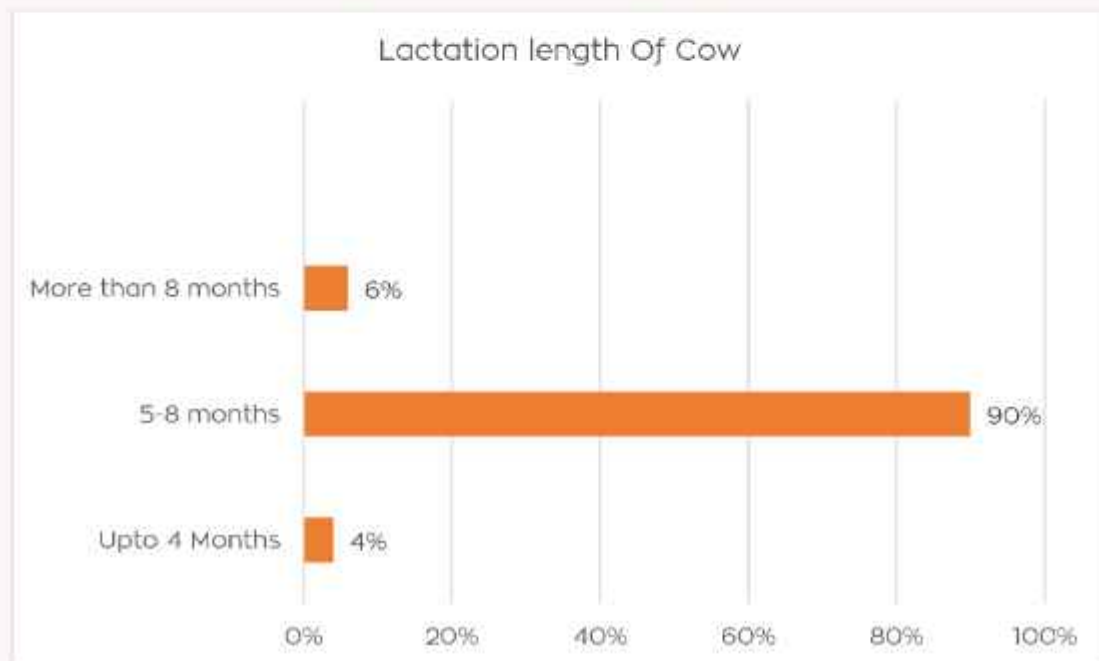 Lactation length Of Cow
More than 8 months 6%
5-8 months 90%
Upto 4 Months 4%
0% 20% 40% 60% 80% 100%